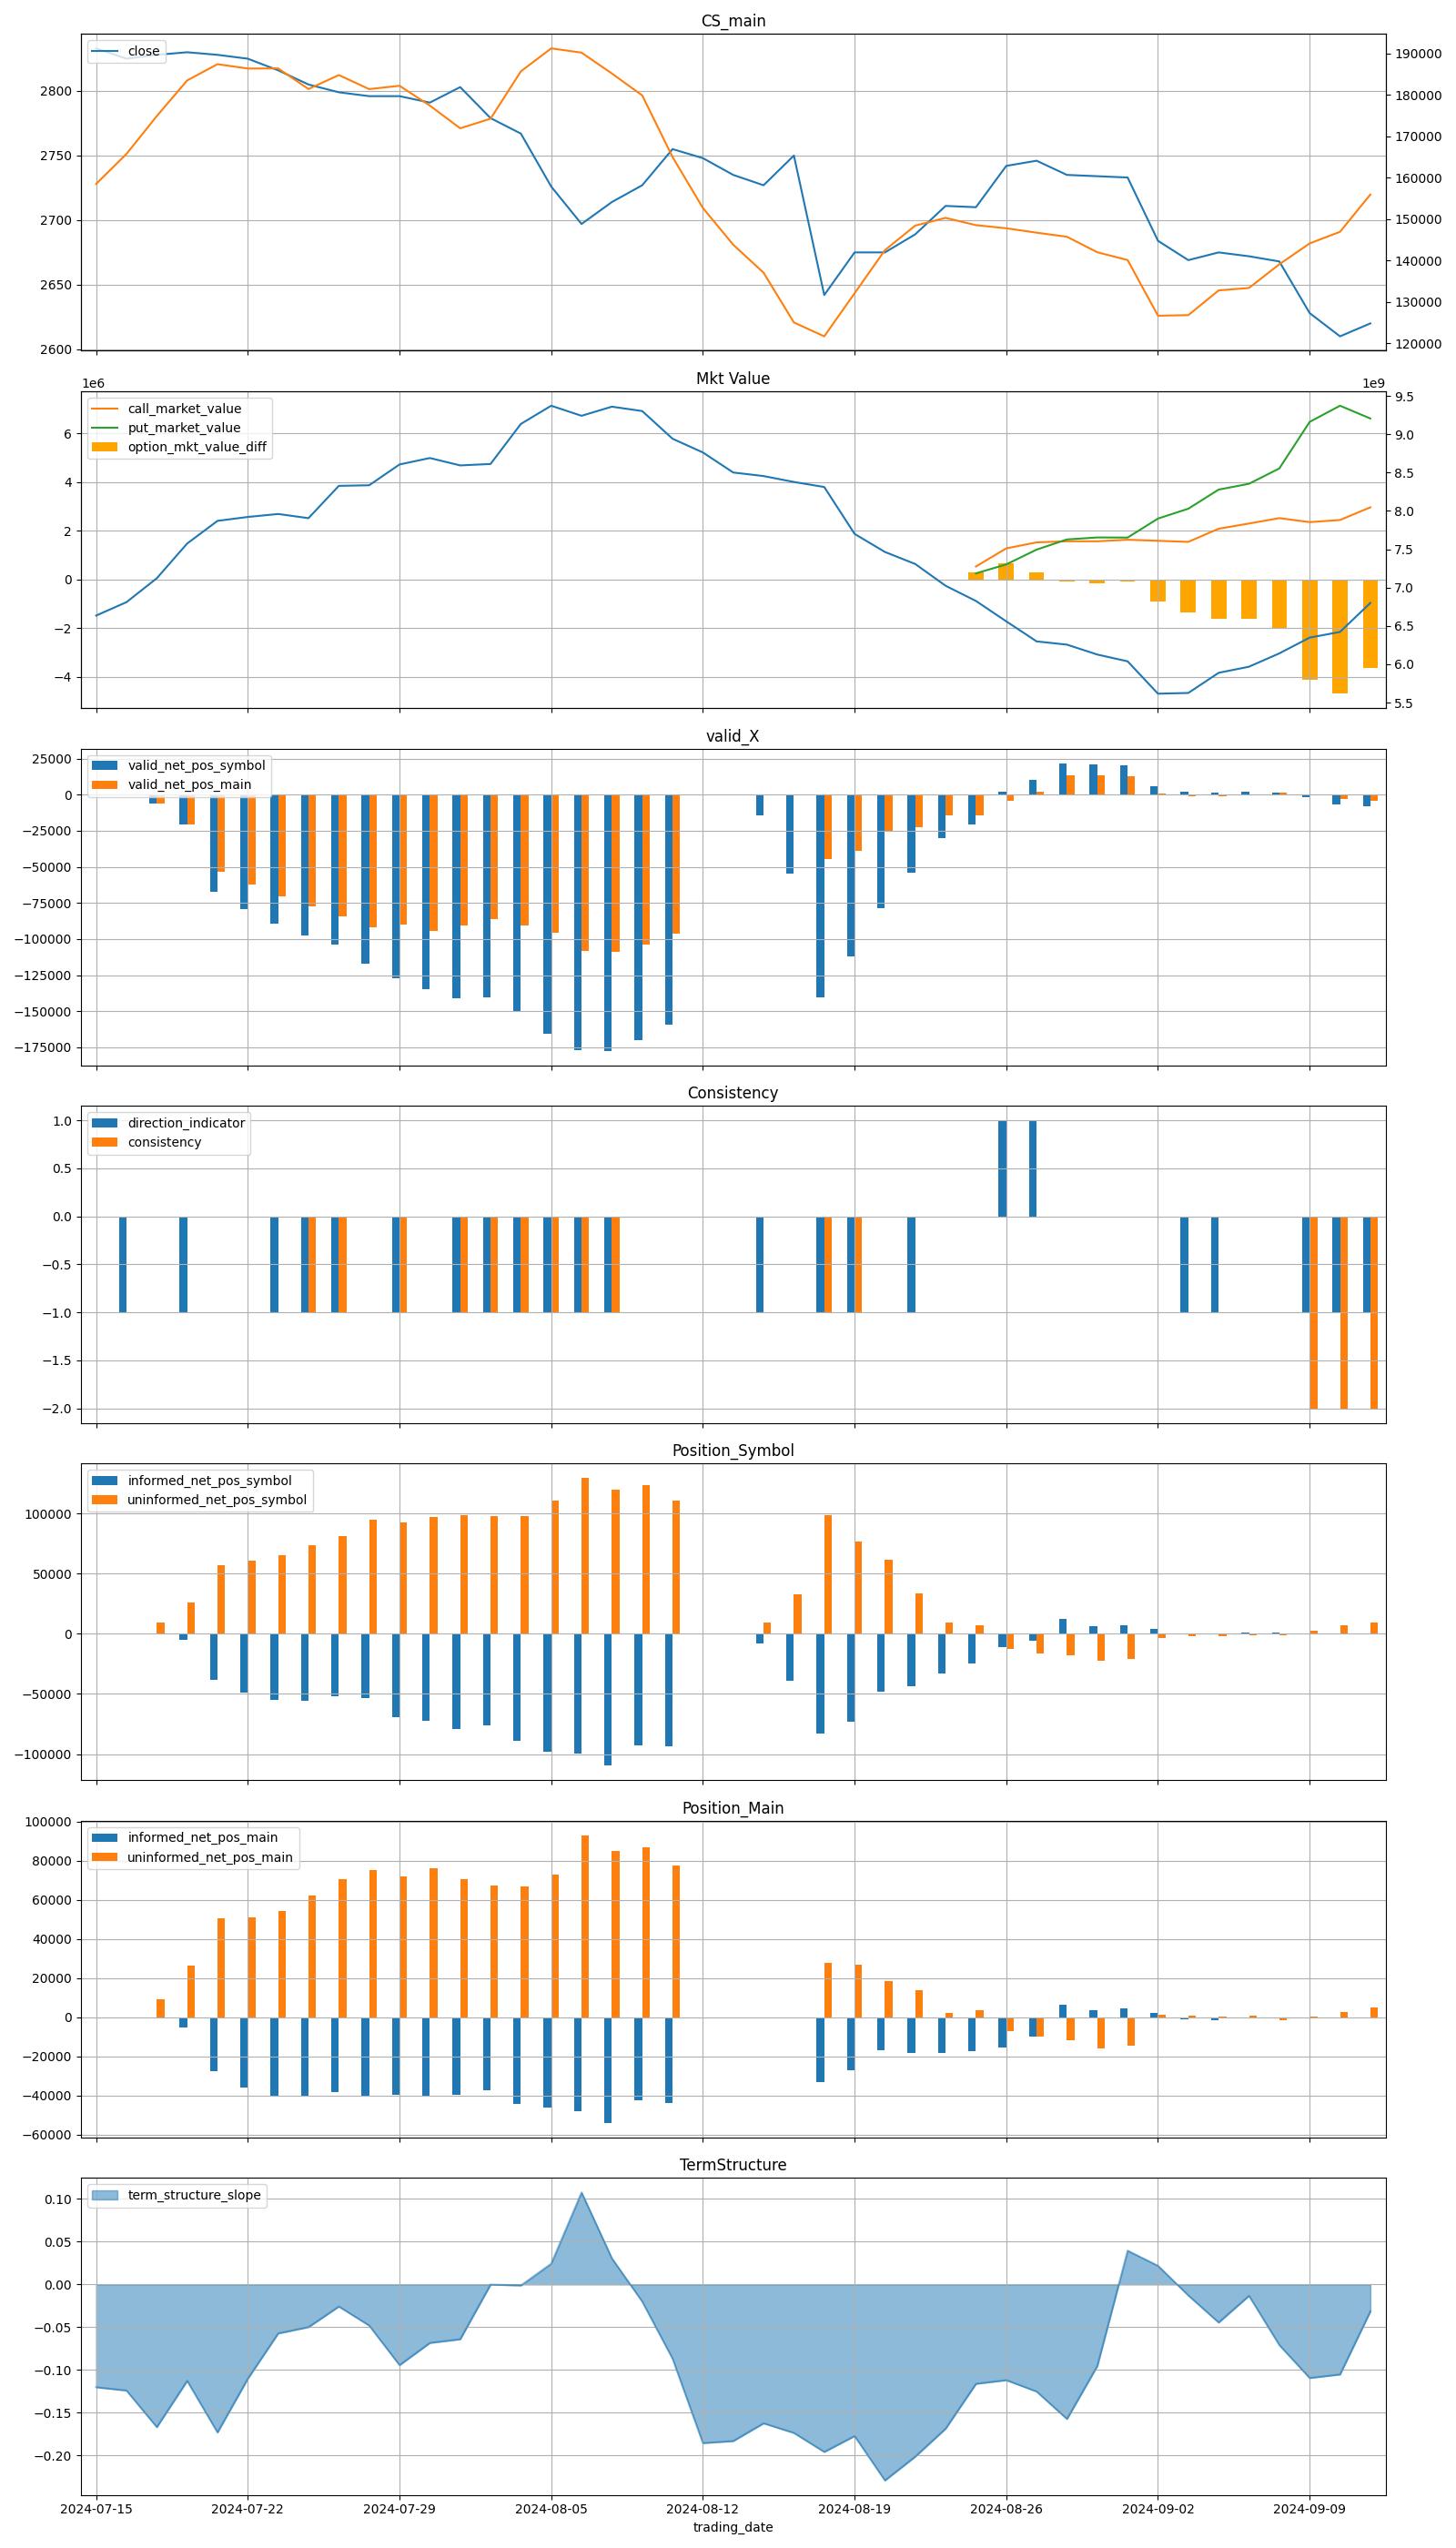 CS_main
close
2800
2750
2700
2650
2600
190000
180000
170000
160000
150000
140000
130000
120000
Mkt Value
1e6
1e9
call_market_value
put_market_value
option_mkt_value_diff
6
4
2
0
−2
−4
9.5
9.0
8.5
8.0
7.5
7.0
6.5
6.0
5.5
valid_X
valid_net_pos_symbol
valid_net_pos_main
25000
0
−25000
−50000
−75000
−100000
−125000
−150000
−175000
Consistency
direction_indicator
consistency
1.0
0.5
0.0
−0.5
−1.0
−1.5
−2.0
Position_Symbol
informed_net_pos_symbol
uninformed_net_pos_symbol
100000
50000
0
−50000
−100000
Position_Main
informed_net_pos_main
uninformed_net_pos_main
100000
80000
60000
40000
20000
0
−20000
−40000
−60000
TermStructure
term_structure_slope
0.10
0.05
0.00
−0.05
−0.10
−0.15
−0.20
2024-07-15 2024-07-22 2024-07-29 2024-08-05 2024-08-12 2024-08-19 2024-08-26 2024-09-02 2024-09-09
trading_date